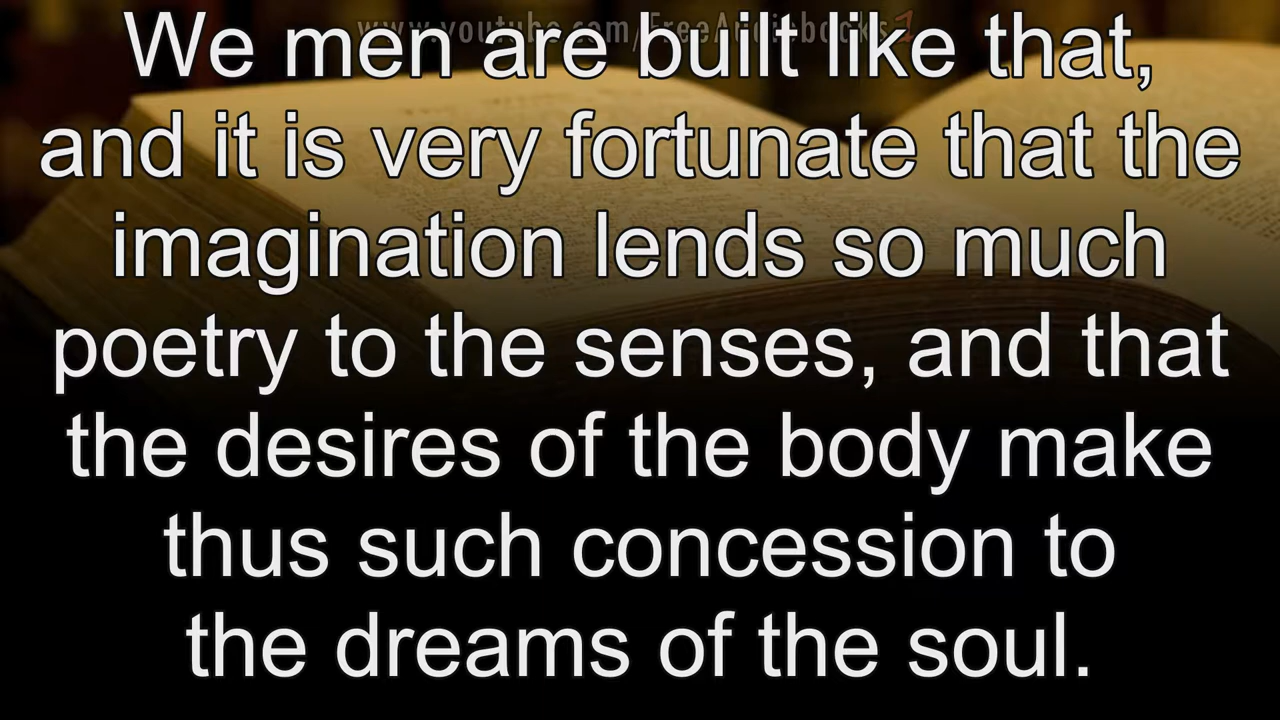 www.youtube.com/FreeAudiobooks1
We men are built like that,
and it is very fortunate that the
imagination lends so much
poetry to the senses, and that
the desires of the body make
thus such concession to
the dreams of the soul.